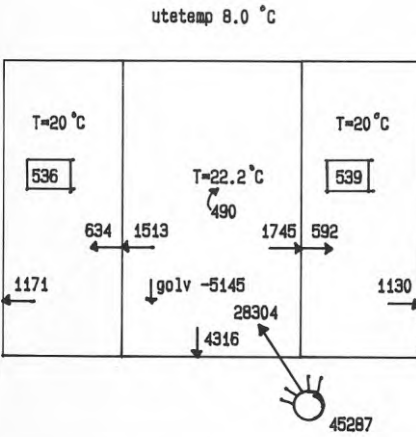 utetemp 8.0 °C
T=20 °C
T=20 °C
536
T=22.2 °C
539
490
634
1513
1745
592
1171
golv -5145
1130
28304
4316
45287